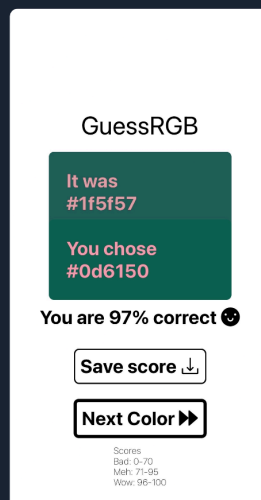 GuessRGB
It was
#1f5f57
You chose
#0d6150
You are 97% correct
Save score
Next Color
Scores
Bad: 0-70
Meh: 71-95
Wow: 96-100